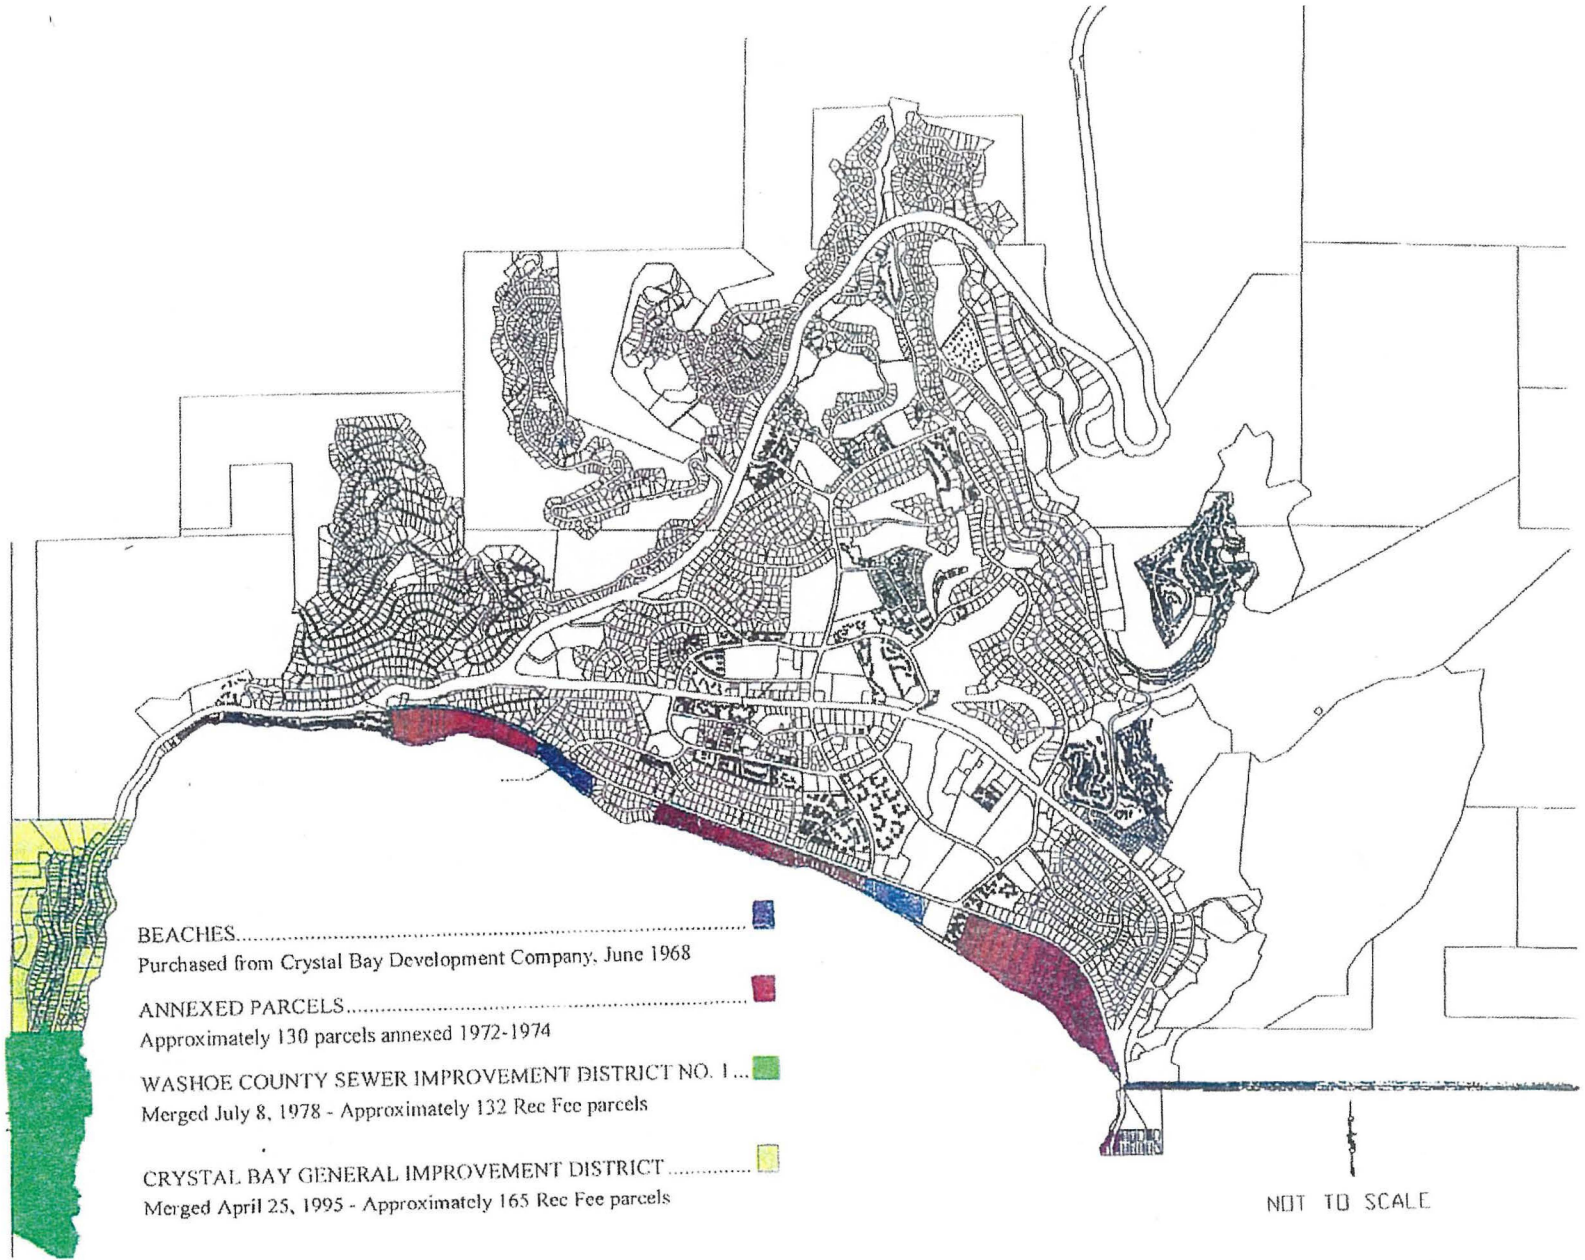 BEACHES
Purchased from Crystal Bay Development Company, June 1968
ANNEXED PARCELS
Approximately 130 parcels annexed 1972-1974
WASHOE COUNTY SEWER IMPROVEMENT DISTRICT NO. 1...
Merged July 8, 1978 - Approximately 132 Rec Fee parcels
CRYSTAL BAY GENERAL IMPROVEMENT DISTRICT
Merged April 25, 1995 - Approximately 165 Rec Fee parcels
NOT TO SCALE